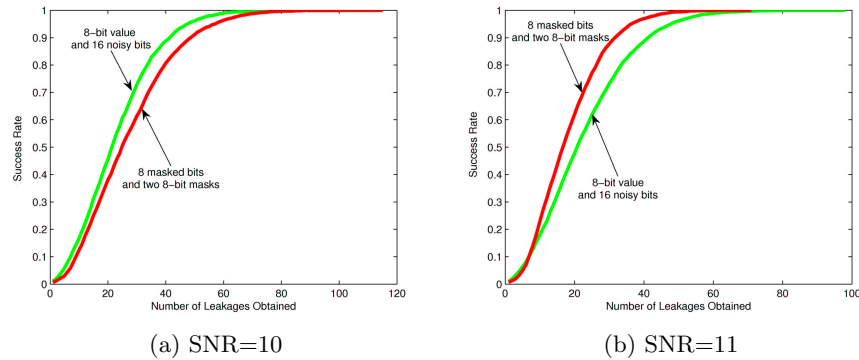 1
0.9
0.8
0.7
0.6
0.5
0.4
0.3
0.2
0.1
0
Success Rate
8-bit value
and 16 noisy bits
8 masked bits
and two 8-bit masks
0 20 40 60 80 100 120
Number of Leakages Obtained
(a) SNR=10
1
0.9
0.8
0.7
0.6
0.5
0.4
0.3
0.2
0.1
0
Success Rate
8 masked bits
and two 8-bit masks
8-bit value
and 16 noisy bits
0 20 40 60 80 100
Number of Leakages Obtained
(b) SNR=11